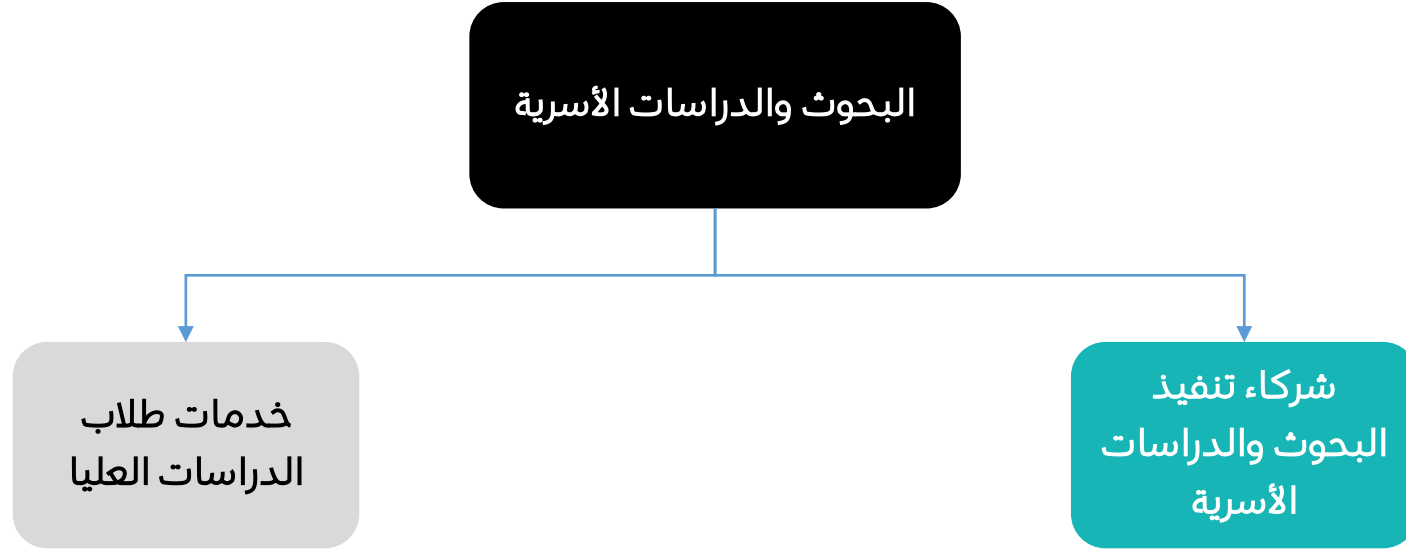 البحوث والدراسات الأسرية
شركاء تنفيذ
البحوث والدراسات
الأسرية
خدمات طلاب
الدراسات العليا